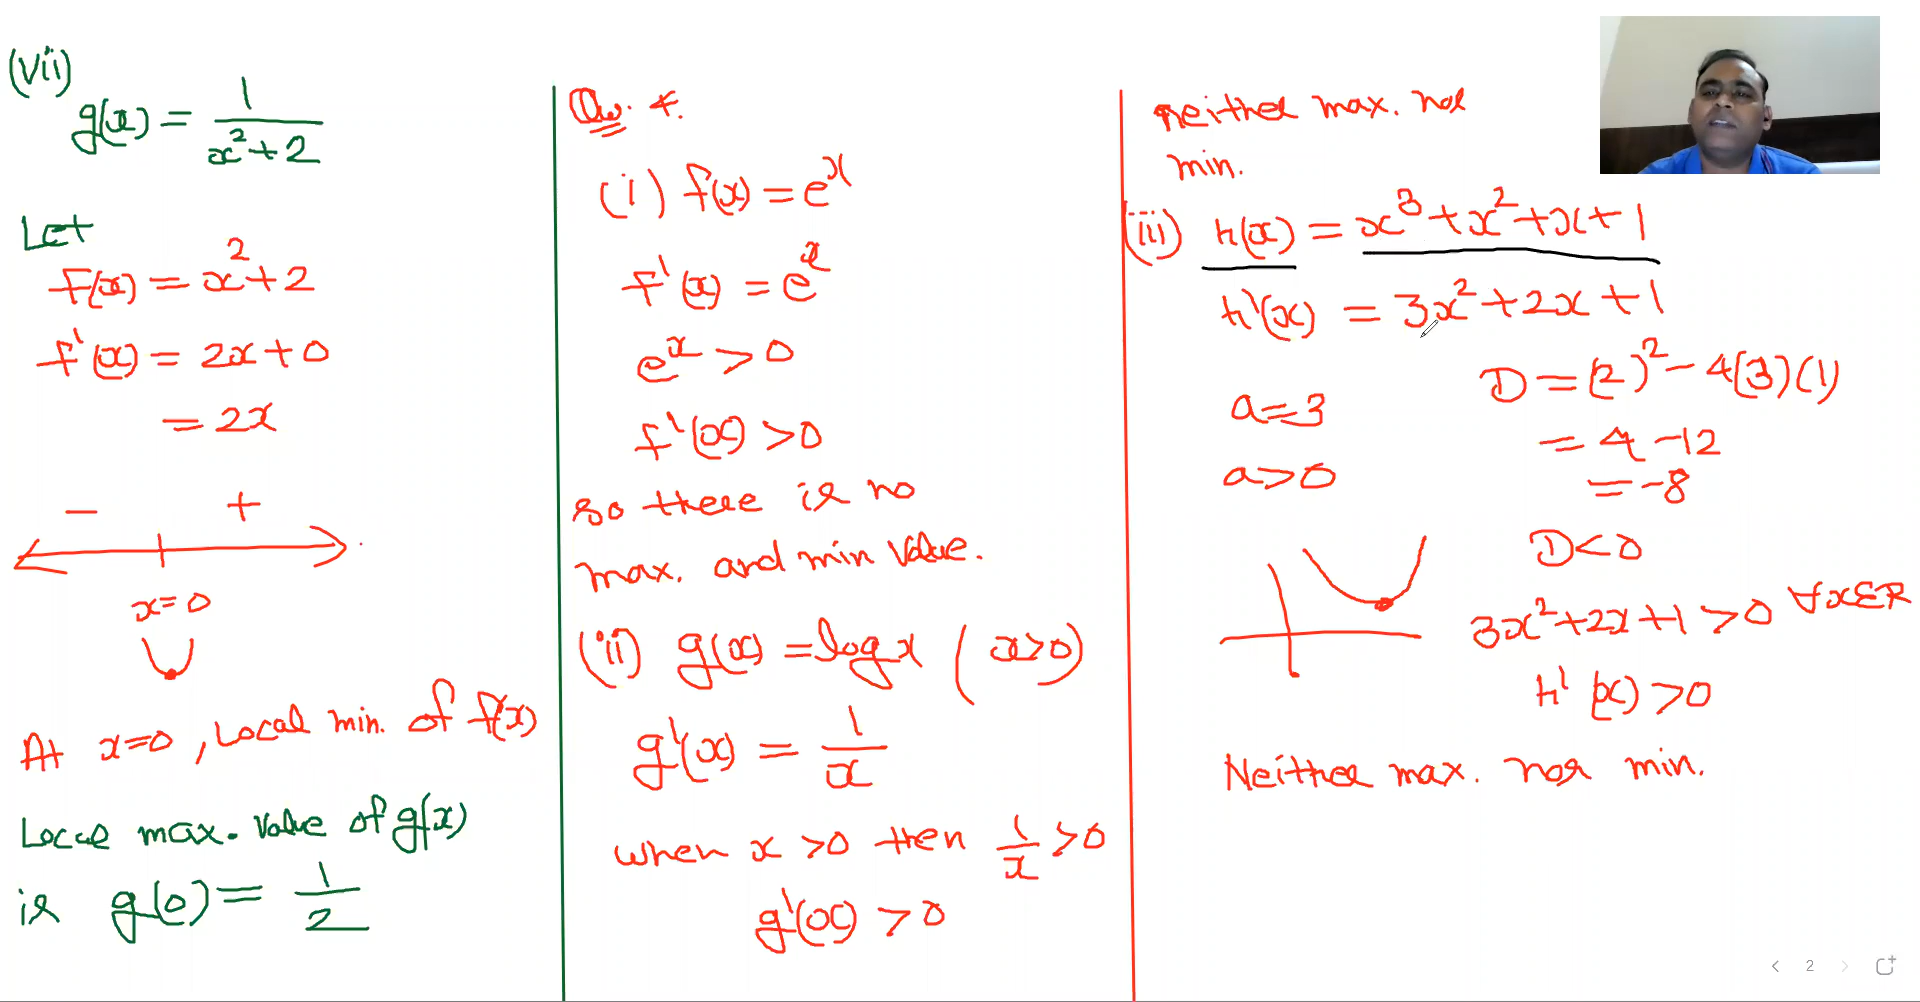 (vii)
g(x) = 1/(x²+2)
Let
f(x) = x²+2
f'(x) = 2x+0
= 2x
− +
x=0
At x=0, Local min. of f(x)
Local max. value of g(x)
is g(0) = 1/2
Qu. 4.
(i) f(x) = eˣ
f'(x) = eˣ
eˣ > 0
f'(x) > 0
so there is no
max. and min value.
(ii) g(x) = log x (x>0)
g'(x) = 1/x
when x >0 then 1/x >0
g'(x) > 0
neither max. nor
min.
(iii) h(x) = x³+x²+x+1
h'(x) = 3x²+2x+1
a=3
a>0
D = (2)²−4(3)(1)
= 4−12
= −8
D<0
3x²+2x+1 >0 ∀x∈R
h'(x) >0
Neither max. nor min.
2